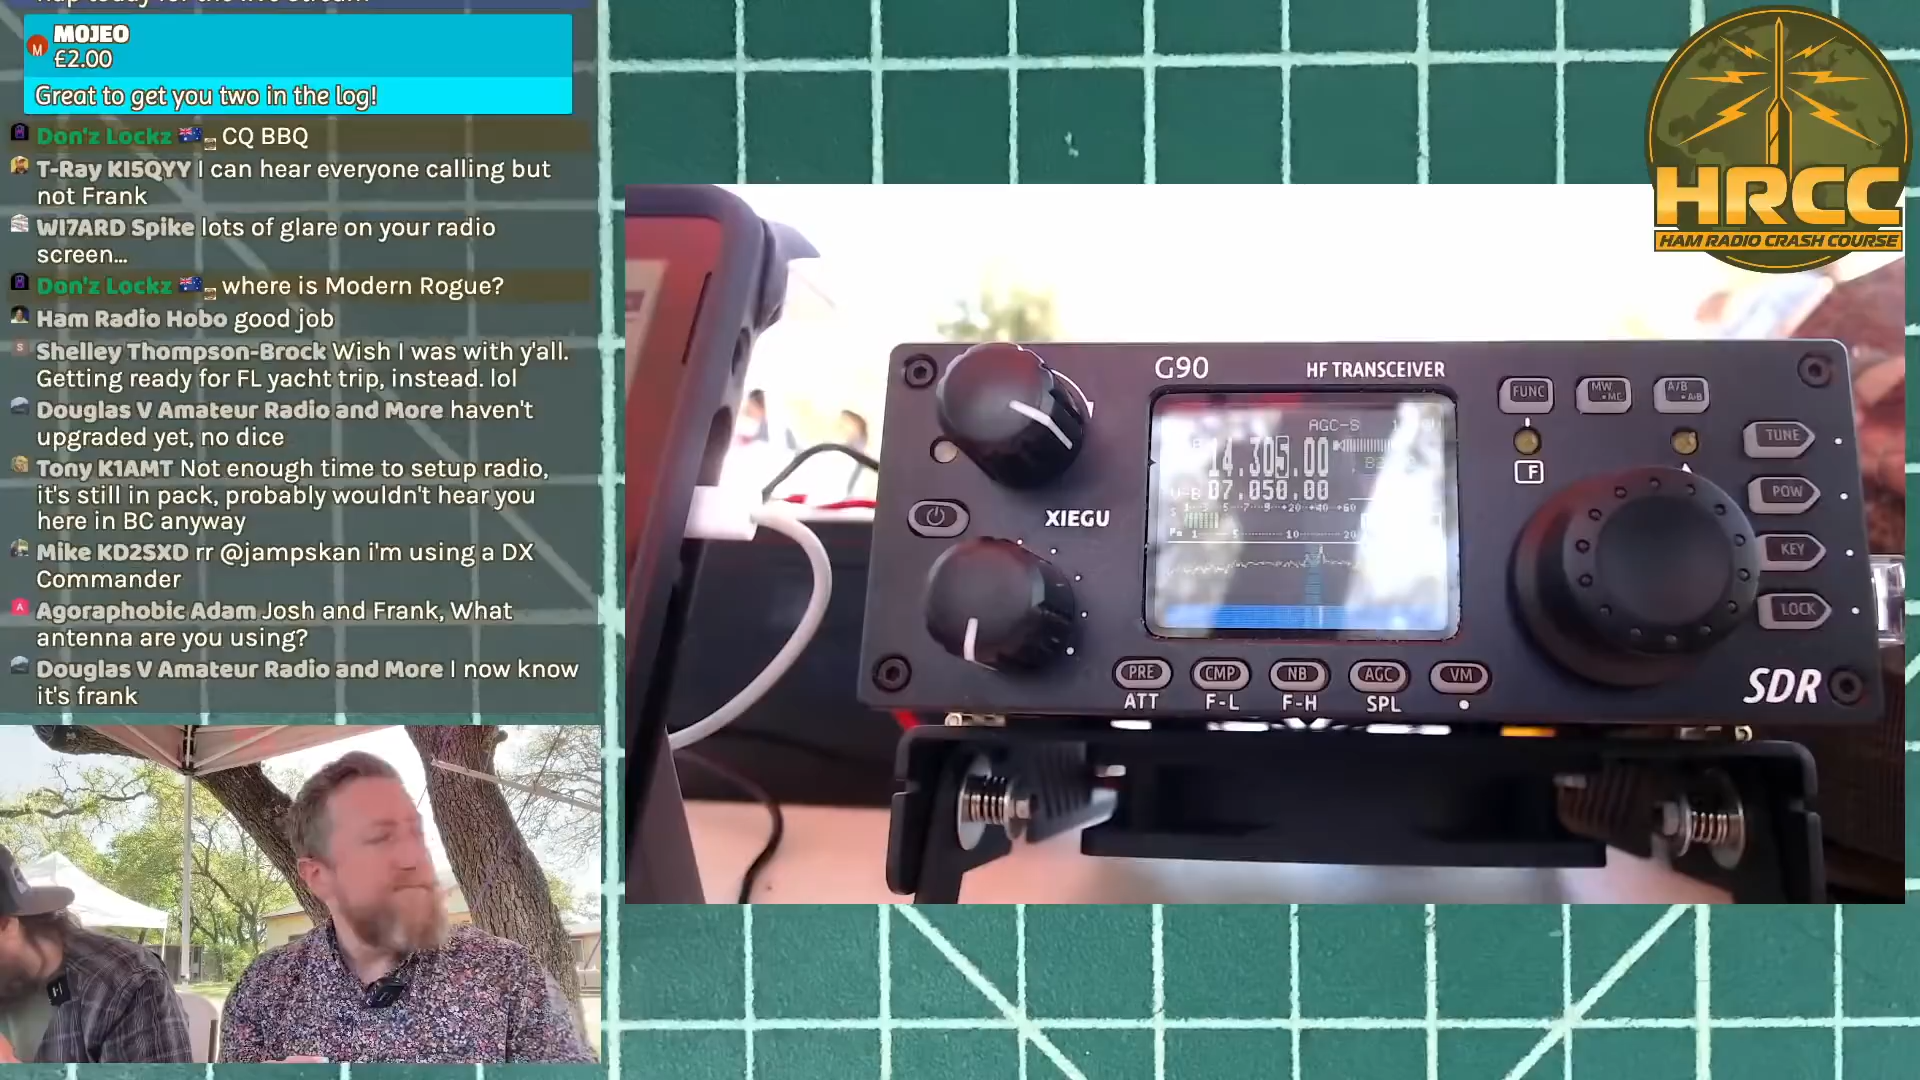 nap today for the live stream
M
M0JEO
£2.00
Great to get you two in the log!
Don'z Lockz CQ BBQ
T-Ray KI5QYY I can hear everyone calling but
not Frank
WI7ARD Spike lots of glare on your radio
screen...
Don'z Lockz where is Modern Rogue?
Ham Radio Hobo good job
S
Shelley Thompson-Brock Wish I was with y'all.
Getting ready for FL yacht trip, instead. lol
Douglas V Amateur Radio and More haven't
upgraded yet, no dice
Tony K1AMT Not enough time to setup radio,
it's still in pack, probably wouldn't hear you
here in BC anyway
Mike KD2SXD rr @jampskan i'm using a DX
Commander
A
Agoraphobic Adam Josh and Frank, What
antenna are you using?
Douglas V Amateur Radio and More I now know
it's frank
HRCC
HAM RADIO CRASH COURSE
G90
HF TRANSCEIVER
FUNC
MW
MC
A/B
F
TUNE
POW
KEY
LOCK
XIEGU
AGC-S
14.305.00
07.050.00
PRE
CMP
NB
AGC
VM
ATT
F-L
F-H
SPL
SDR